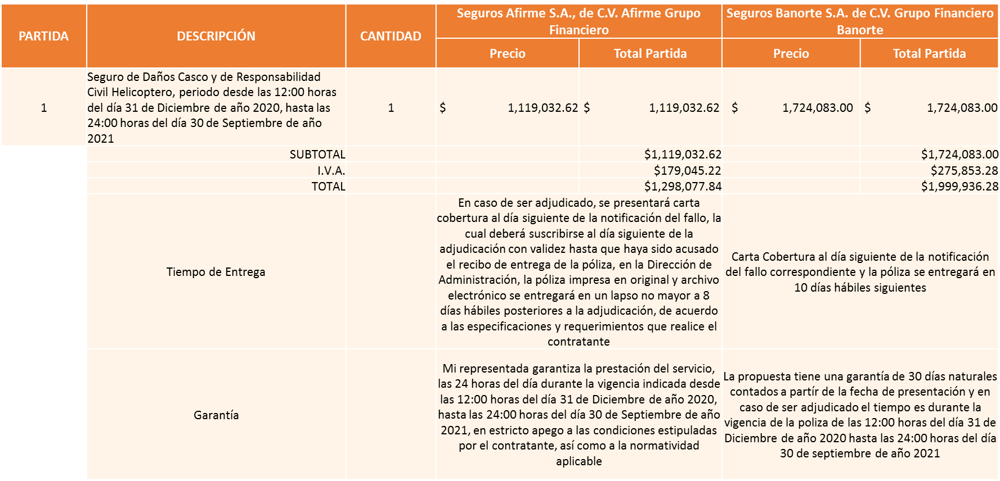 PARTIDA
DESCRIPCIÓN
CANTIDAD
Seguros Afirme S.A., de C.V. Afirme Grupo
Financiero
Seguros Banorte S.A. de C.V. Grupo Financiero
Banorte
Precio
Total Partida
Precio
Total Partida
1
Seguro de Daños Casco y de Responsabilidad
Civil Helicoptero, periodo desde las 12:00 horas
del día 31 de Diciembre de año 2020, hasta las
24:00 horas del día 30 de Septiembre de año
2021
1
$ 1,119,032.62
$ 1,119,032.62
$ 1,724,083.00
$ 1,724,083.00
SUBTOTAL
$1,119,032.62
$1,724,083.00
I.V.A.
$179,045.22
$275,853.28
TOTAL
$1,298,077.84
$1,999,936.28
Tiempo de Entrega
En caso de ser adjudicado, se presentará carta
cobertura al día siguiente de la notificación del fallo, la
cual deberá suscribirse al día siguiente de la
adjudicación con validez hasta que haya sido acusado
el recibo de entrega de la póliza, en la Dirección de
Administración, la póliza impresa en original y archivo
electrónico se entregará en un lapso no mayor a 8
días hábiles posteriores a la adjudicación, de acuerdo
a las especificaciones y requerimientos que realice el
contratante
Carta Cobertura al día siguiente de la notificación
del fallo correspondiente y la póliza se entregará en
10 días hábiles siguientes
Garantía
Mi representada garantiza la prestación del servicio,
las 24 horas del día durante la vigencia indicada desde
las 12:00 horas del día 31 de Diciembre de año 2020,
hasta las 24:00 horas del día 30 de Septiembre de año
2021, en estricto apego a las condiciones estipuladas
por el contratante, así como a la normatividad
aplicable
La propuesta tiene una garantía de 30 días naturales
contados a partír de la fecha de presentación y en
caso de ser adjudicado el tiempo es durante la
vigencia de la poliza de las 12:00 horas del día 31 de
Diciembre de año 2020 hasta las 24:00 horas del día
30 de septiembre de año 2021